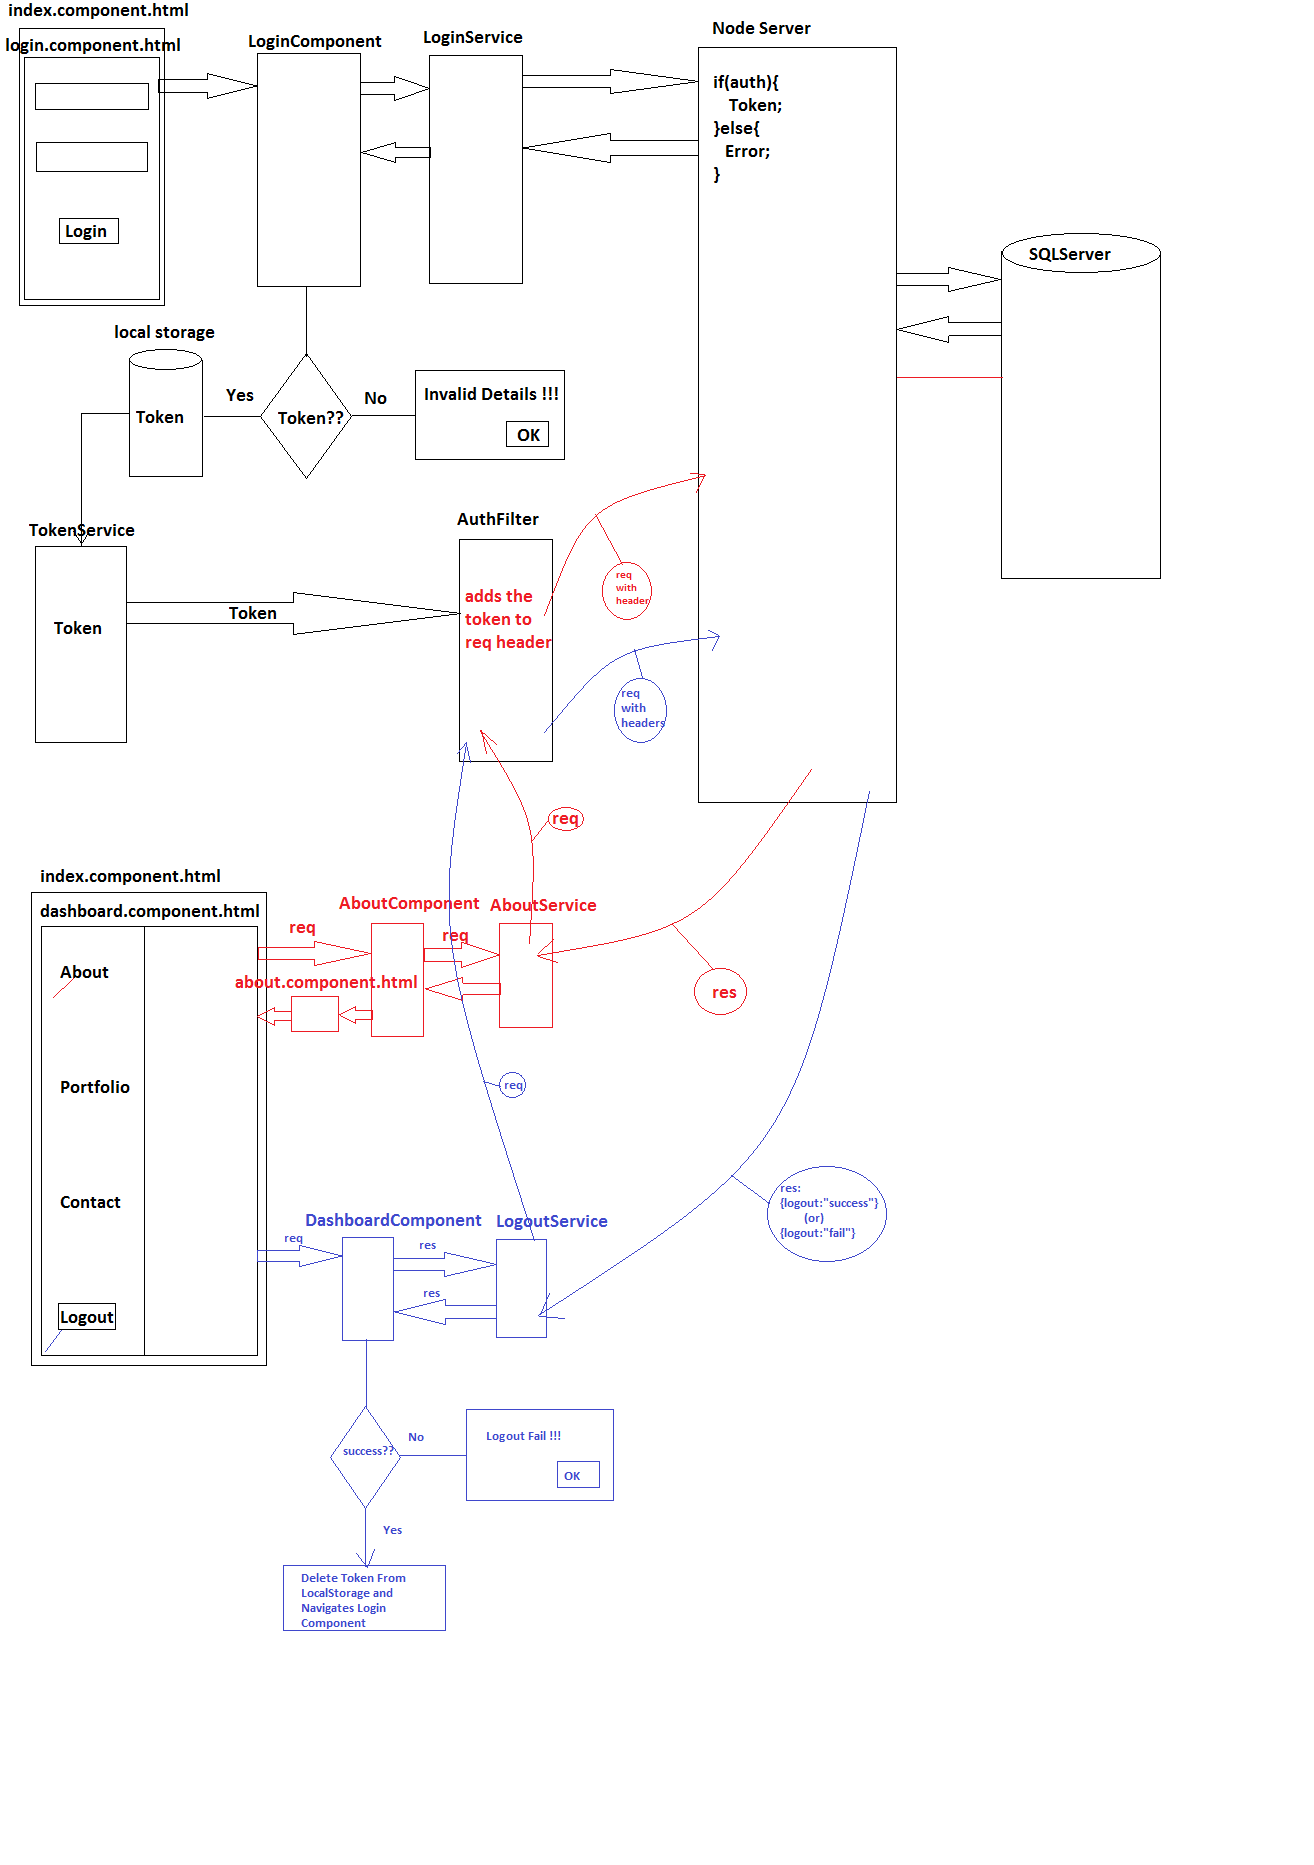 index.component.html
login.component.html
Login
LoginComponent
LoginService
Node Server
if(auth){
Token;
}else{
Error;
}
SQLServer
local storage
Token
Yes
Token??
No
Invalid Details !!!
OK
TokenService
Token
Token
AuthFilter
adds the
token to
req header
req
with
header
req
with
headers
req
index.component.html
dashboard.component.html
About
Portfolio
Contact
Logout
req
AboutComponent
req
AboutService
about.component.html
res
req
res:
{logout:"success"}
(or)
{logout:"fail"}
req
DashboardComponent
res
res
LogoutService
success??
No
Logout Fail !!!
OK
Yes
Delete Token From
LocalStorage and
Navigates Login
Component